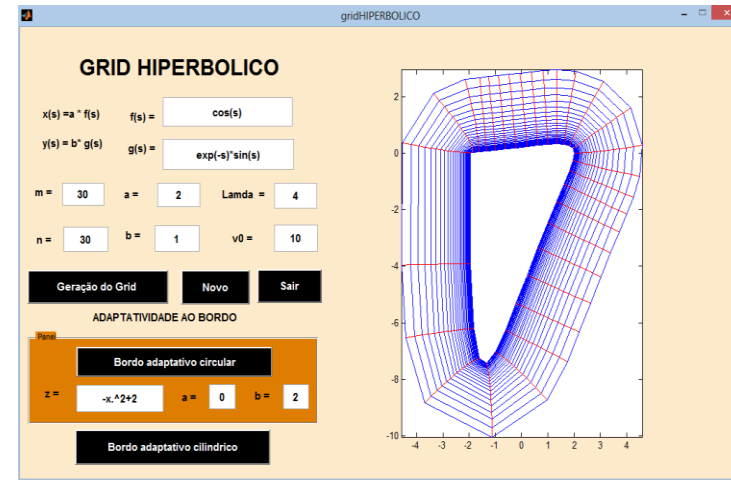 gridHIPERBOLICO
GRID HIPERBOLICO
x(s) =a * f(s) f(s) = cos(s)
y(s) = b* g(s) g(s) = exp(-s)*sin(s)
m = 30 a = 2 Lamda = 4
n = 30 b = 1 v0 = 10
Geração do Grid Novo Sair
ADAPTATIVIDADE AO BORDO
Panel
Bordo adaptativo circular
z = -x.^2+2 a = 0 b = 2
Bordo adaptativo cilindrico
2
0
-2
-4
-6
-8
-10
-4 -3 -2 -1 0 1 2 3 4